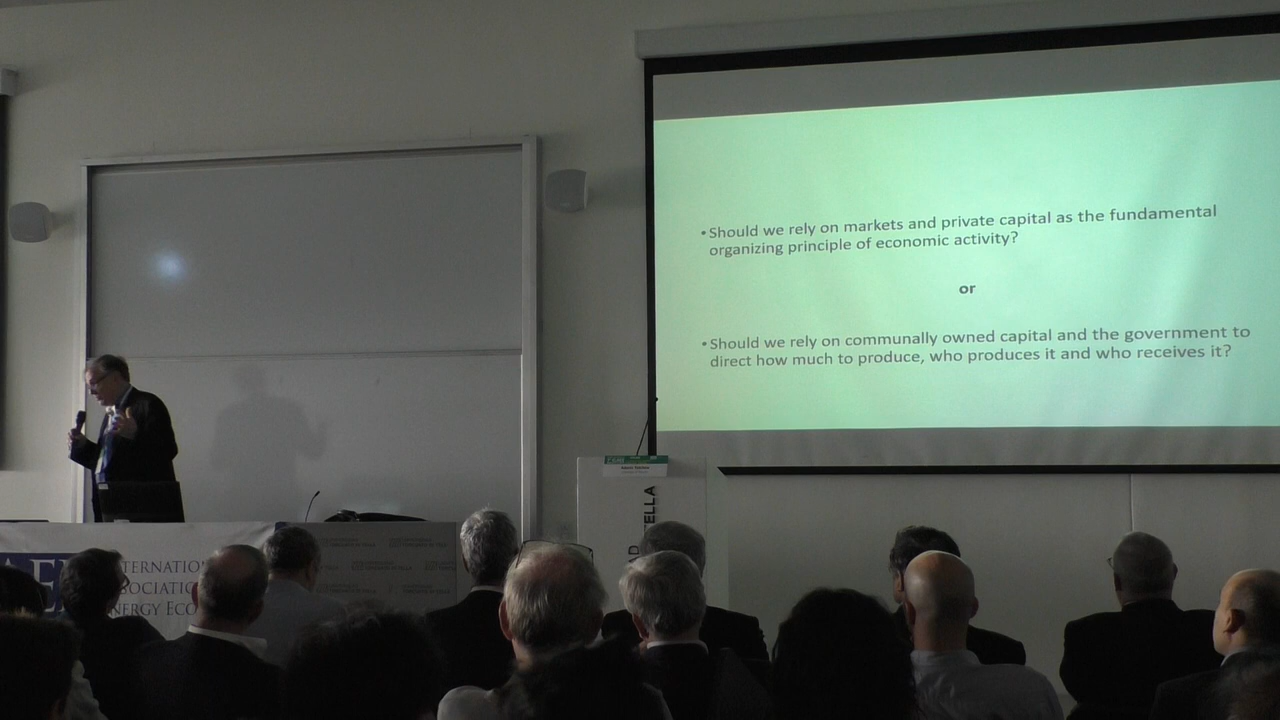 • Should we rely on markets and private capital as the fundamental
organizing principle of economic activity?
or
• Should we rely on communally owned capital and the government to
direct how much to produce, who produces it and who receives it?
TELLA